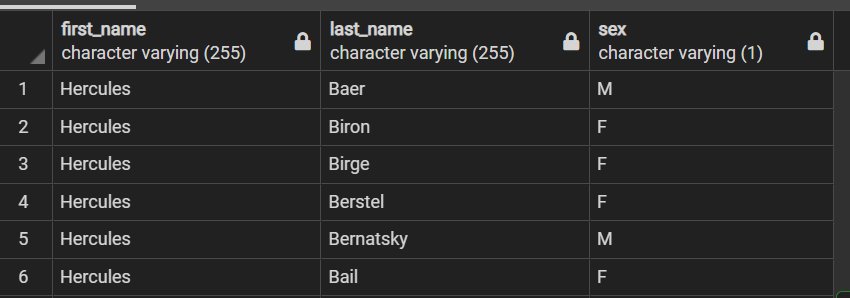 first_name last_name sex
character varying (255) character varying (255) character varying (1)
1 Hercules Baer M
2 Hercules Biron F
3 Hercules Birge F
4 Hercules Berstel F
5 Hercules Bernatsky M
6 Hercules Bail F